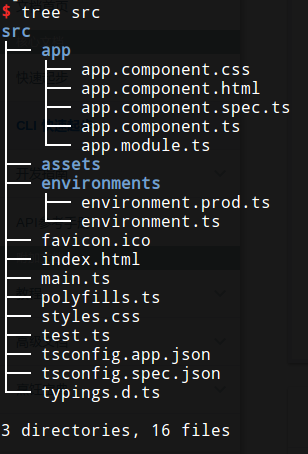 $ tree src
src
├── app
│   ├── app.component.css
│   ├── app.component.html
│   ├── app.component.spec.ts
│   ├── app.component.ts
│   └── app.module.ts
├── assets
├── environments
│   ├── environment.prod.ts
│   └── environment.ts
├── favicon.ico
├── index.html
├── main.ts
├── polyfills.ts
├── styles.css
├── test.ts
├── tsconfig.app.json
├── tsconfig.spec.json
└── typings.d.ts
3 directories, 16 files